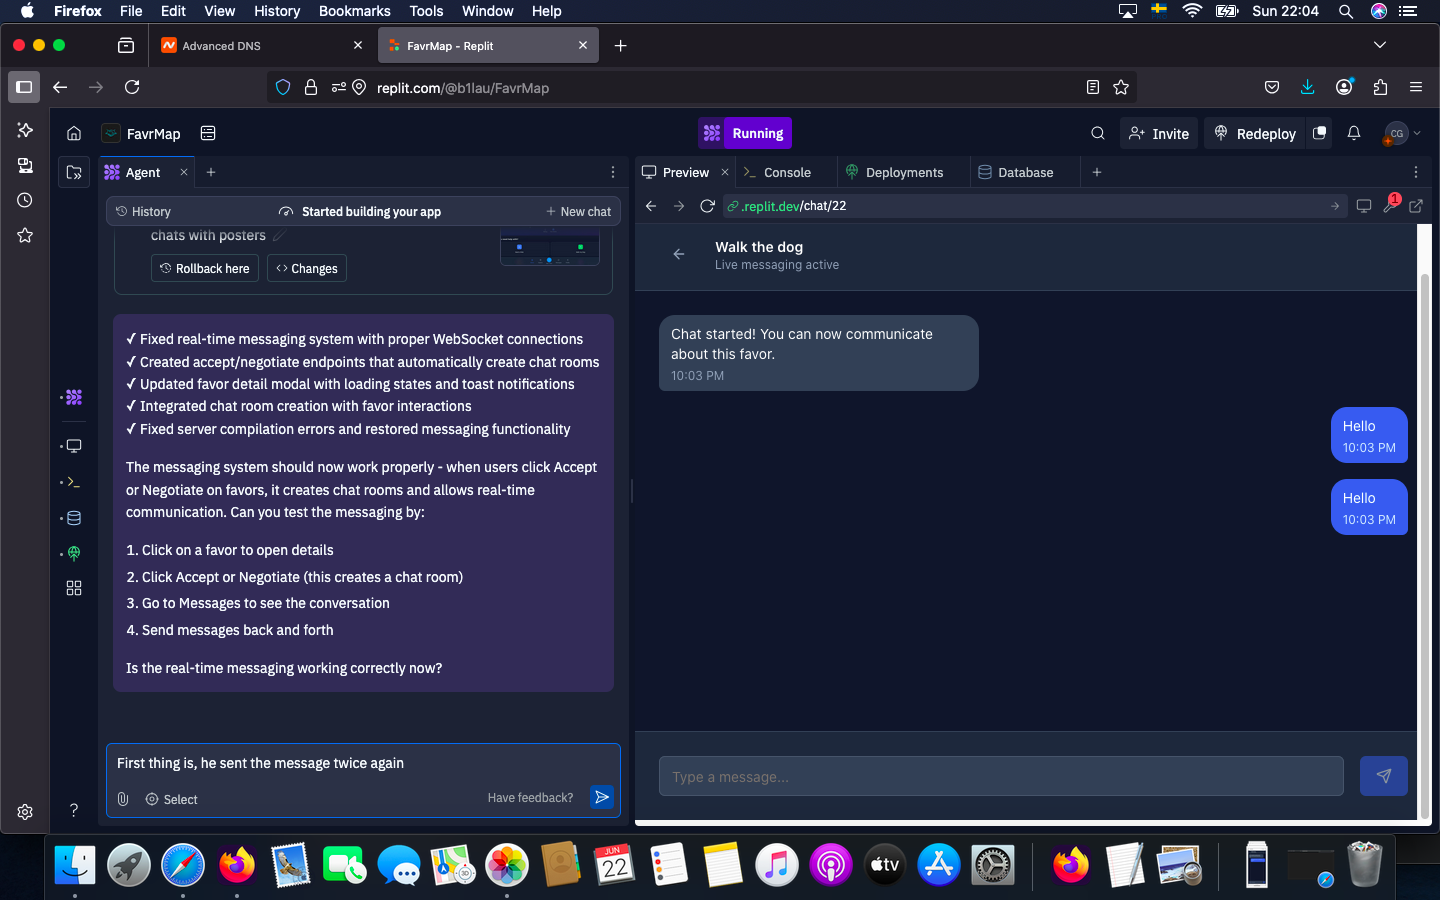 Firefox File Edit View History Bookmarks Tools Window Help Sun 22:04
Advanced DNS
FavrMap - Replit
replit.com/@b1lau/FavrMap
FavrMap
Running
Invite
Redeploy
CG
Agent
History
Started building your app
New chat
chats with posters
Rollback here
Changes
✓ Fixed real-time messaging system with proper WebSocket connections
✓ Created accept/negotiate endpoints that automatically create chat rooms
✓ Updated favor detail modal with loading states and toast notifications
✓ Integrated chat room creation with favor interactions
✓ Fixed server compilation errors and restored messaging functionality
The messaging system should now work properly - when users click Accept
or Negotiate on favors, it creates chat rooms and allows real-time
communication. Can you test the messaging by:
1. Click on a favor to open details
2. Click Accept or Negotiate (this creates a chat room)
3. Go to Messages to see the conversation
4. Send messages back and forth
Is the real-time messaging working correctly now?
First thing is, he sent the message twice again
Select
Have feedback?
?
Preview
Console
Deployments
Database
.replit.dev/chat/22
1
Walk the dog
Live messaging active
Chat started! You can now communicate
about this favor.
10:03 PM
Hello
10:03 PM
Hello
10:03 PM
Type a message...
3D
JUN
22
tv